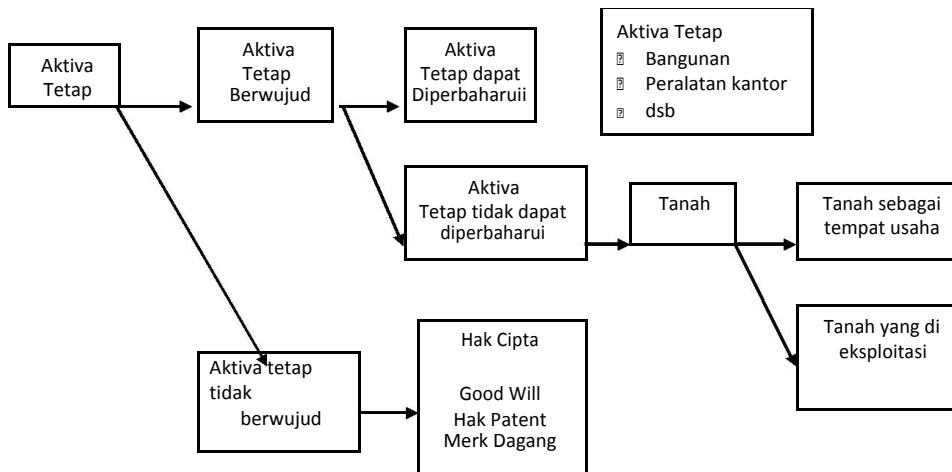 Aktiva
Tetap
Aktiva
Tetap
Berwujud
Aktiva
Tetap dapat
Diperbaharuii
Aktiva Tetap
Bangunan
Peralatan kantor
dsb
Aktiva
Tetap tidak dapat
diperbaharui
Tanah
Tanah sebagai
tempat usaha
Tanah yang di
eksploitasi
Aktiva tetap
tidak
berwujud
Hak Cipta
Good Will
Hak Patent
Merk Dagang